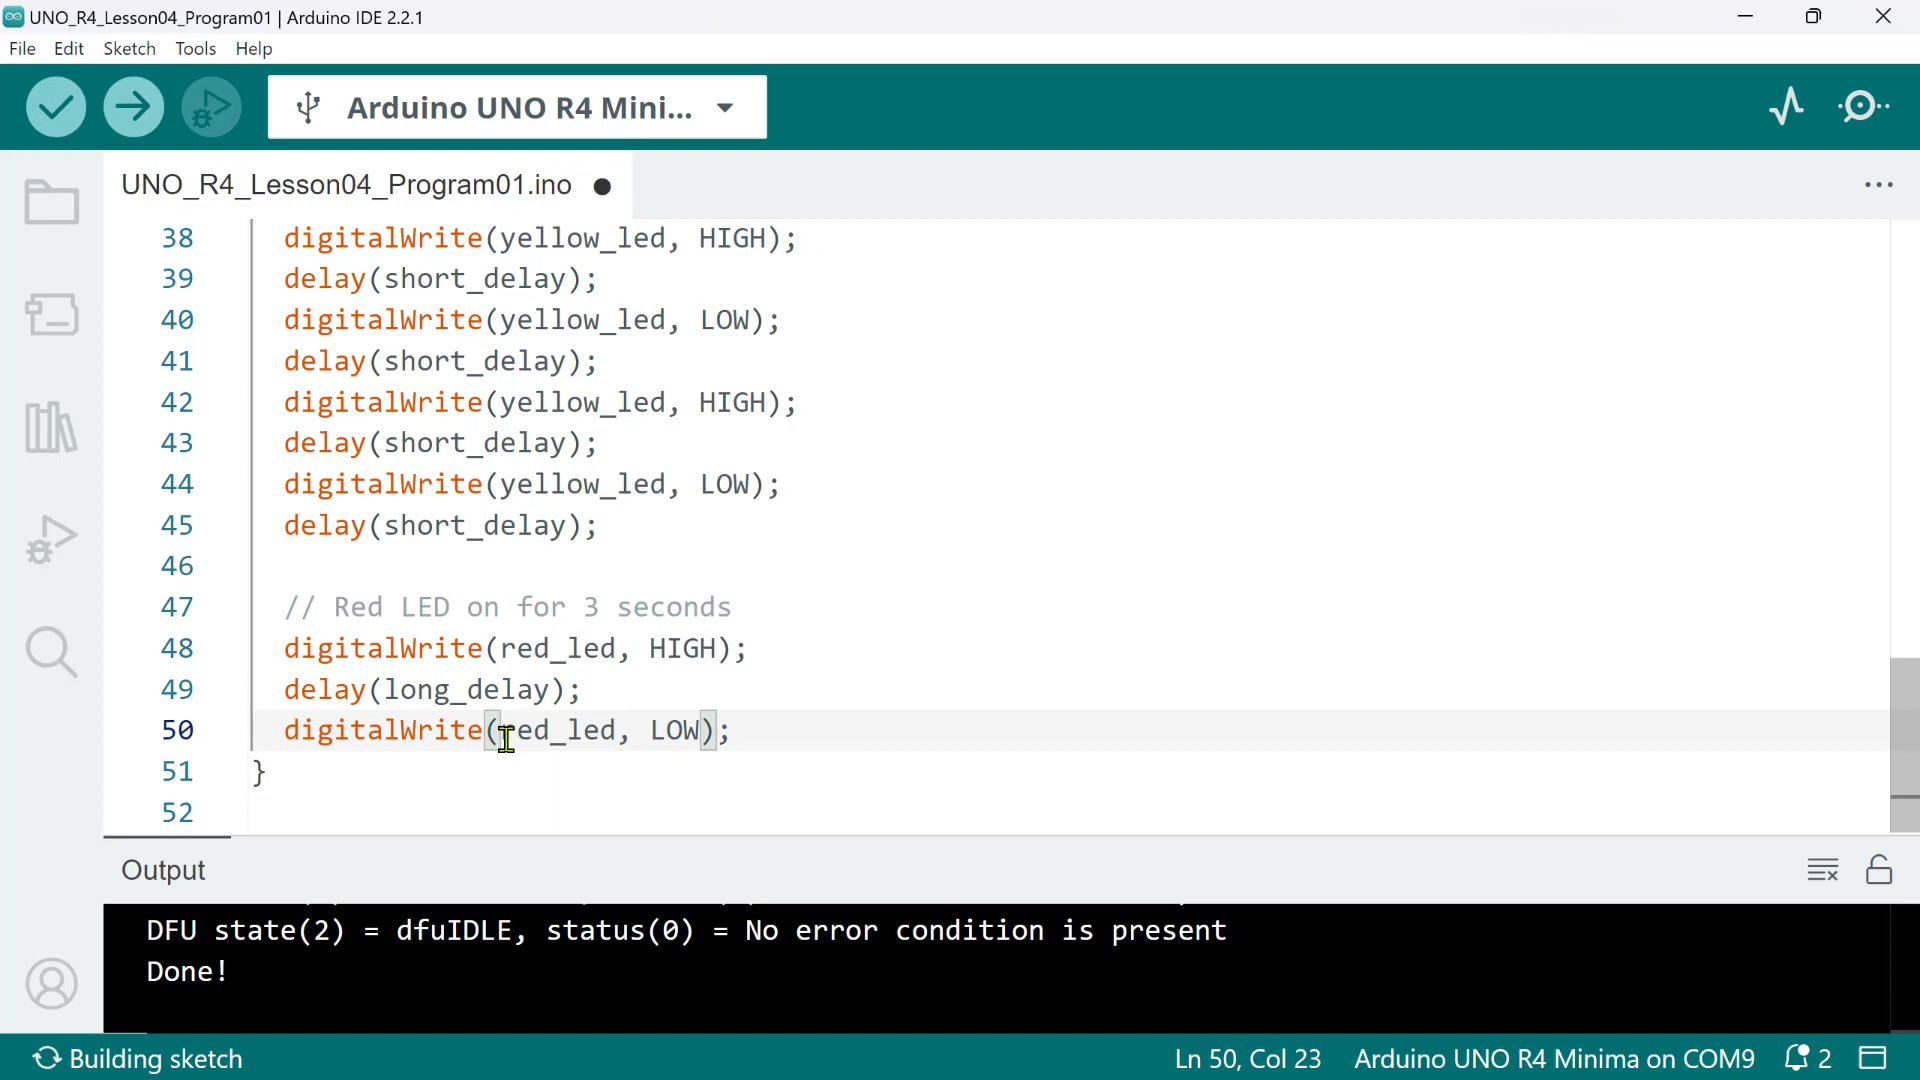 UNO_R4_Lesson04_Program01 | Arduino IDE 2.2.1
File Edit Sketch Tools Help
Arduino UNO R4 Mini...
UNO_R4_Lesson04_Program01.ino
38 digitalWrite(yellow_led, HIGH);
39 delay(short_delay);
40 digitalWrite(yellow_led, LOW);
41 delay(short_delay);
42 digitalWrite(yellow_led, HIGH);
43 delay(short_delay);
44 digitalWrite(yellow_led, LOW);
45 delay(short_delay);
46
47 // Red LED on for 3 seconds
48 digitalWrite(red_led, HIGH);
49 delay(long_delay);
50 digitalWrite(red_led, LOW);
51 }
52
Output
DFU state(2) = dfuIDLE, status(0) = No error condition is present
Done!
Building sketch Ln 50, Col 23 Arduino UNO R4 Minima on COM9 2